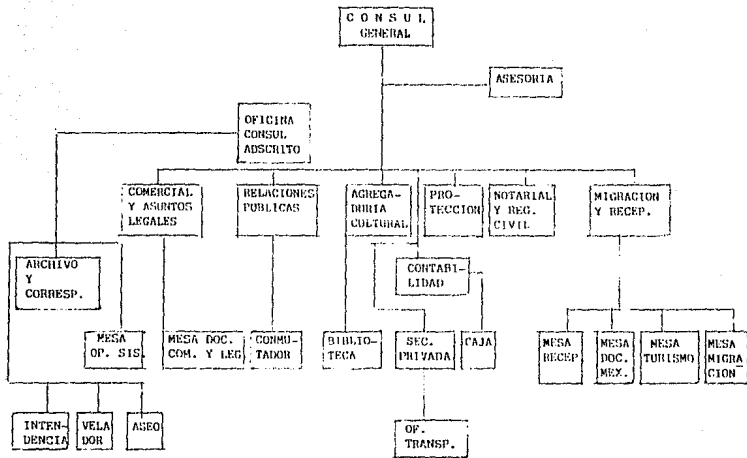 C O N S U L
GENERAL
ASESORIA
OFICINA
CONSUL
ADSCRITO
COMERCIAL
Y ASUNTOS
LEGALES
RELACIONES
PUBLICAS
AGREGA-
DURIA
CULTURAL
PRO-
TECCION
NOTARIAL
Y REG.
CIVIL
MIGRACION
Y RECEP.
ARCHIVO
Y
CORRESP.
CONTABI-
LIDAD
MESA
OP. SIS.
MESA DOC.
COM. Y LEG
CONMU-
TADOR
BIBLIO-
TECA
SEC.
PRIVADA
CAJA
MESA
RECEP
MESA
DOC.
MEX.
MESA
TURISMO
MESA
MIGRA-
CION
INTEN-
DENCIA
VELA
DOR
ASEO
OF.
TRANSP.